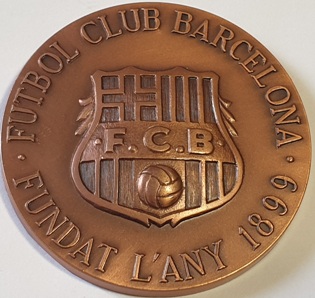 · FUTBOL CLUB BARCELONA ·
F.C.B
FUNDAT L'ANY 1899